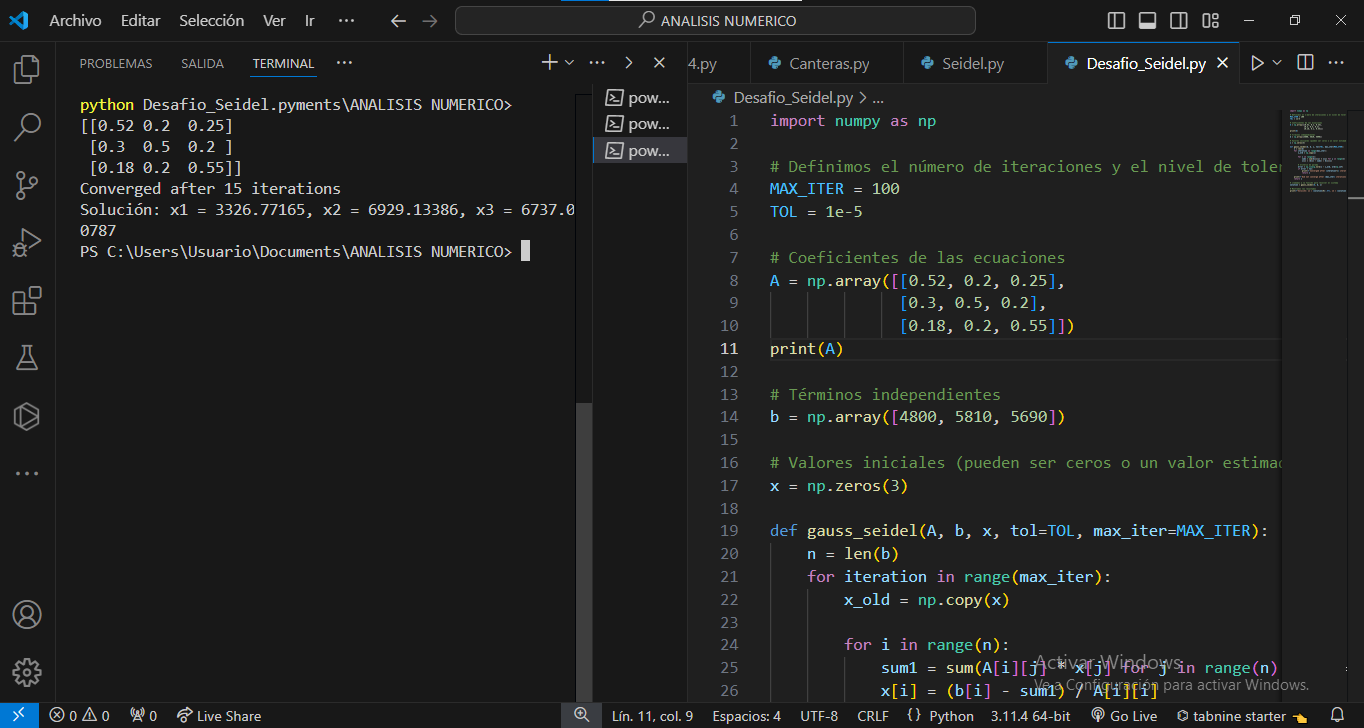 Archivo Editar Selección Ver Ir ··· ANALISIS NUMERICO
PROBLEMAS SALIDA TERMINAL ···
python Desafio_Seidel.pyments\ANALISIS NUMERICO>
[[0.52 0.2  0.25]
 [0.3  0.5  0.2 ]
 [0.18 0.2  0.55]]
Converged after 15 iterations
Solución: x1 = 3326.77165, x2 = 6929.13386, x3 = 6737.0
0787
PS C:\Users\Usuario\Documents\ANALISIS NUMERICO>
pow...
pow...
pow...
4.py Canteras.py Seidel.py Desafio_Seidel.py
Desafio_Seidel.py > ...
1 import numpy as np
2
3 # Definimos el número de iteraciones y el nivel de toler
4 MAX_ITER = 100
5 TOL = 1e-5
6
7 # Coeficientes de las ecuaciones
8 A = np.array([[0.52, 0.2, 0.25],
9 [0.3, 0.5, 0.2],
10 [0.18, 0.2, 0.55]])
11 print(A)
12
13 # Términos independientes
14 b = np.array([4800, 5810, 5690])
15
16 # Valores iniciales (pueden ser ceros o un valor estimad
17 x = np.zeros(3)
18
19 def gauss_seidel(A, b, x, tol=TOL, max_iter=MAX_ITER):
20 n = len(b)
21 for iteration in range(max_iter):
22 x_old = np.copy(x)
23
24 for i in range(n):
25 sum1 = sum(A[i][j] * x[j] for j in range(n)
26 x[i] = (b[i] - sum1) / A[i][i]
Activar Windows
Ve a Configuración para activar Windows.
0 0 0 Live Share Lín. 11, col. 9 Espacios: 4 UTF-8 CRLF {} Python 3.11.4 64-bit Go Live tabnine starter